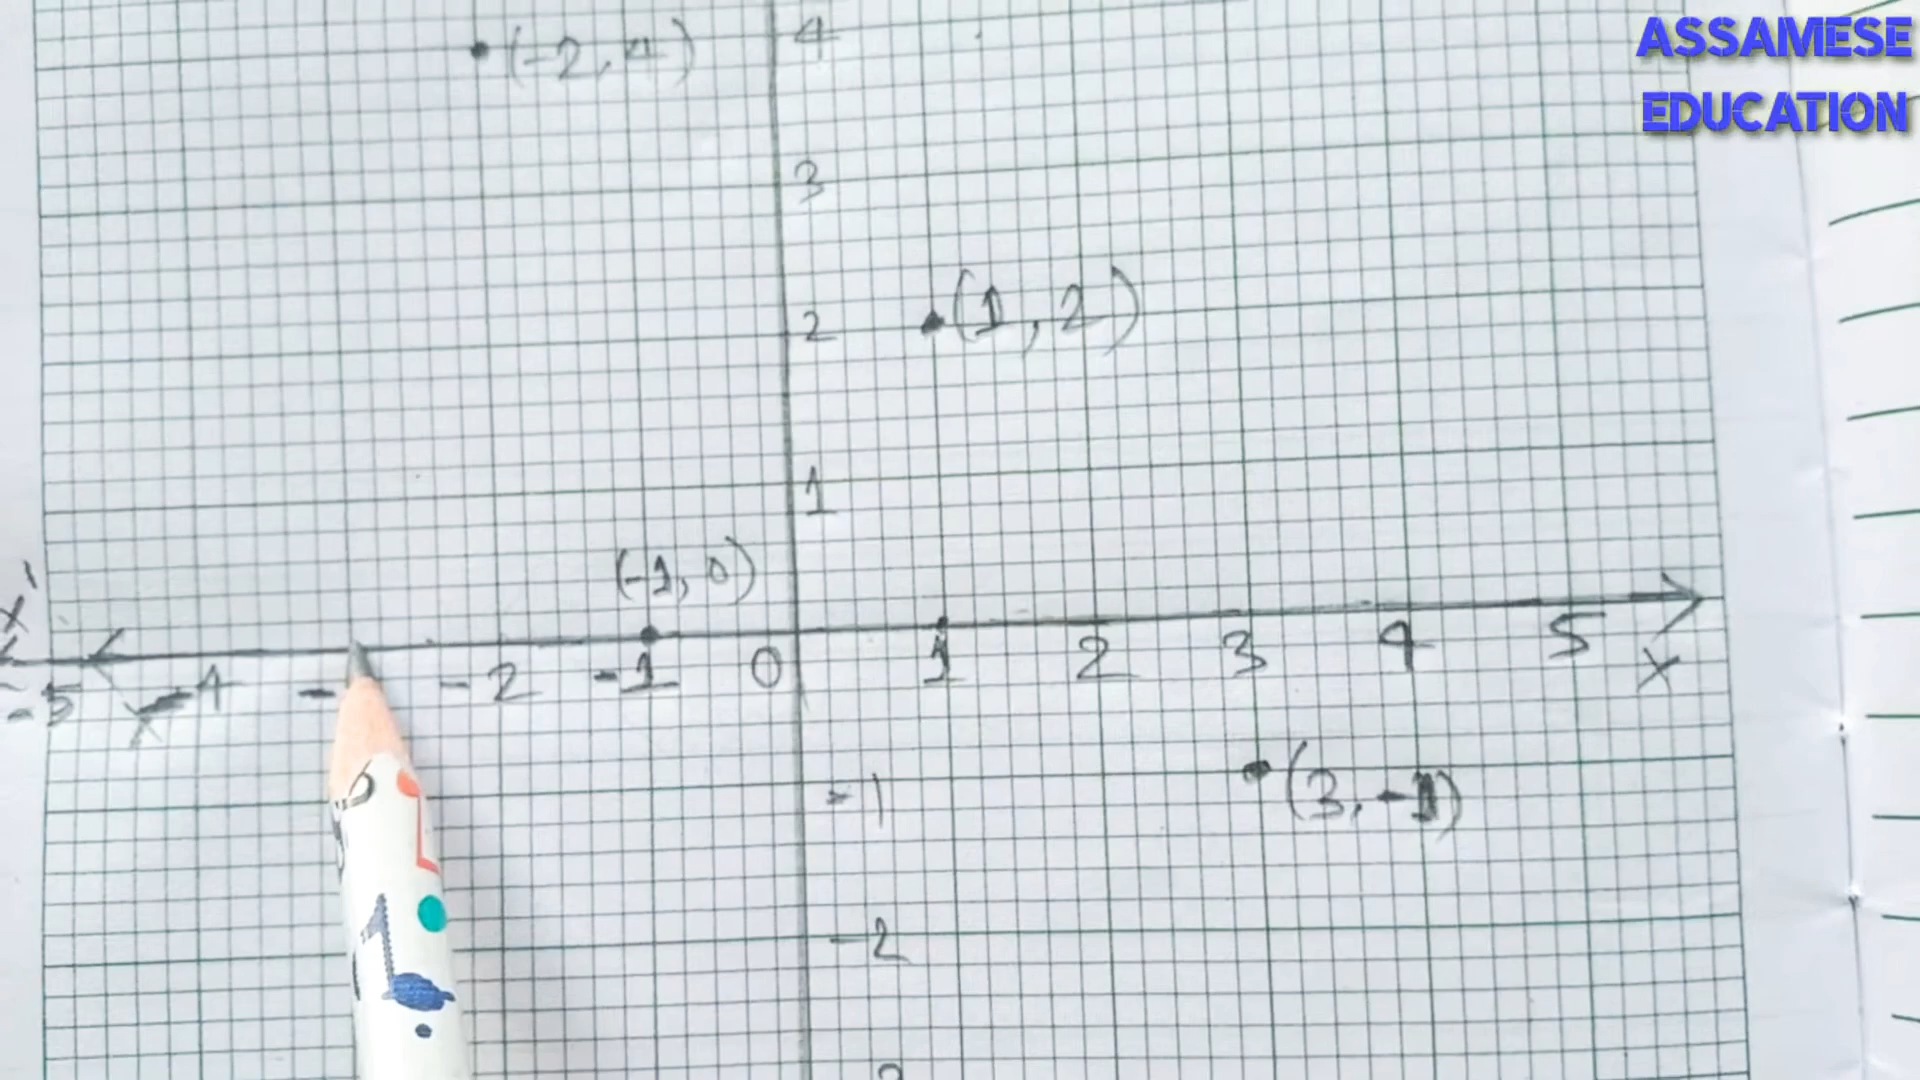 ASSAMESE
EDUCATION
(-2, 4)
4
3
(1, 2)
2
1
(-1, 0)
X'
-5 -4 -2 -1 0 1 2 3 4 5 X
X
(3, -1)
-1
-2